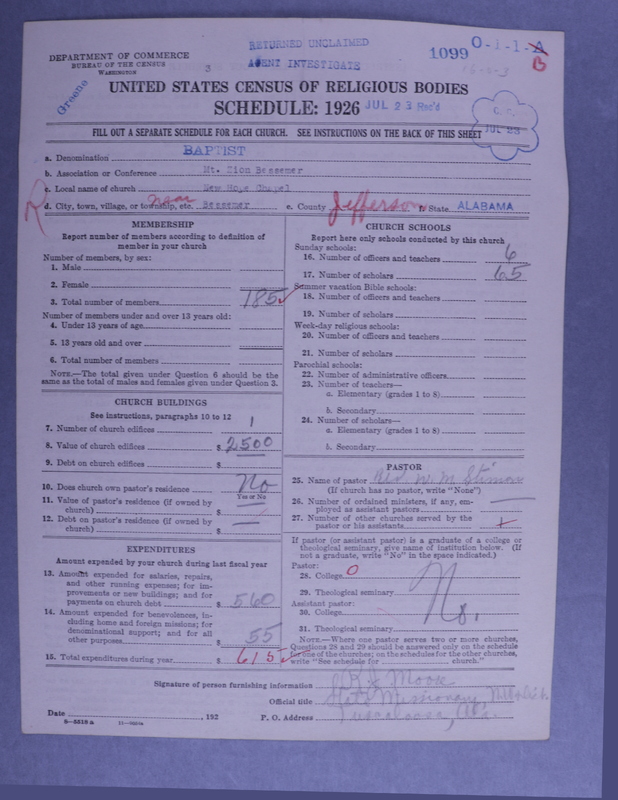 RETURNED UNCLAIMED
AGENT INVESTIGATE
1099 O-1-1-A
B
DEPARTMENT OF COMMERCE
BUREAU OF THE CENSUS
WASHINGTON
3
Greene
UNITED STATES CENSUS OF RELIGIOUS BODIES
SCHEDULE: 1926 JUL 23 Rec'd
JUL 23
FILL OUT A SEPARATE SCHEDULE FOR EACH CHURCH. SEE INSTRUCTIONS ON THE BACK OF THIS SHEET
a. Denomination BAPTIST
b. Association or Conference Mt. Zion Bessemer
c. Local name of church New Hope Chapel
R
d. City, town, village, or township, etc. near Bessemer e. County Jefferson f. State ALABAMA
MEMBERSHIP
Report number of members according to definition of
member in your church
Number of members, by sex:
1. Male
2. Female
3. Total number of members 185
Number of members under and over 13 years old:
4. Under 13 years of age
5. 13 years old and over
6. Total number of members
NOTE.—The total given under Question 6 should be the
same as the total of males and females given under Question 3.
CHURCH BUILDINGS
See instructions, paragraphs 10 to 12
7. Number of church edifices 1
8. Value of church edifices $ 2500
9. Debt on church edifices $
10. Does church own pastor's residence No
Yes or No
11. Value of pastor's residence (if owned by
church) $
12. Debt on pastor's residence (if owned by
church) $
EXPENDITURES
Amount expended by your church during last fiscal year
13. Amount expended for salaries, repairs,
and other running expenses; for im-
provements or new buildings; and for
payments on church debt $ 560
14. Amount expended for benevolences, in-
cluding home and foreign missions; for
denominational support; and for all
other purposes $ 55
15. Total expenditures during year $ 615
CHURCH SCHOOLS
Report here only schools conducted by this church
Sunday schools:
16. Number of officers and teachers 6
17. Number of scholars 65
Summer vacation Bible schools:
18. Number of officers and teachers
19. Number of scholars
Week-day religious schools:
20. Number of officers and teachers
21. Number of scholars
Parochial schools:
22. Number of administrative officers
23. Number of teachers—
a. Elementary (grades 1 to 8)
b. Secondary
24. Number of scholars—
a. Elementary (grades 1 to 8)
b. Secondary
PASTOR
25. Name of pastor Rev. W. M.
(If church has no pastor, write "None")
26. Number of ordained ministers, if any, em-
ployed as assistant pastors
27. Number of other churches served by the
pastor or his assistants
If pastor (or assistant pastor) is a graduate of a college or
theological seminary, give name of institution below. (If
not a graduate, write "No" in the space indicated.)
Pastor:
28. College O
29. Theological seminary
Assistant pastor:
30. College
31. Theological seminary
NOTE.—Where one pastor serves two or more churches,
Questions 28 and 29 should be answered only on the schedule
for one of the churches; on the schedules for the other churches,
write "See schedule for church."
Signature of person furnishing information Moore
Official title State Missionary
Date , 192 P. O. Address Tuscaloosa, Ala.